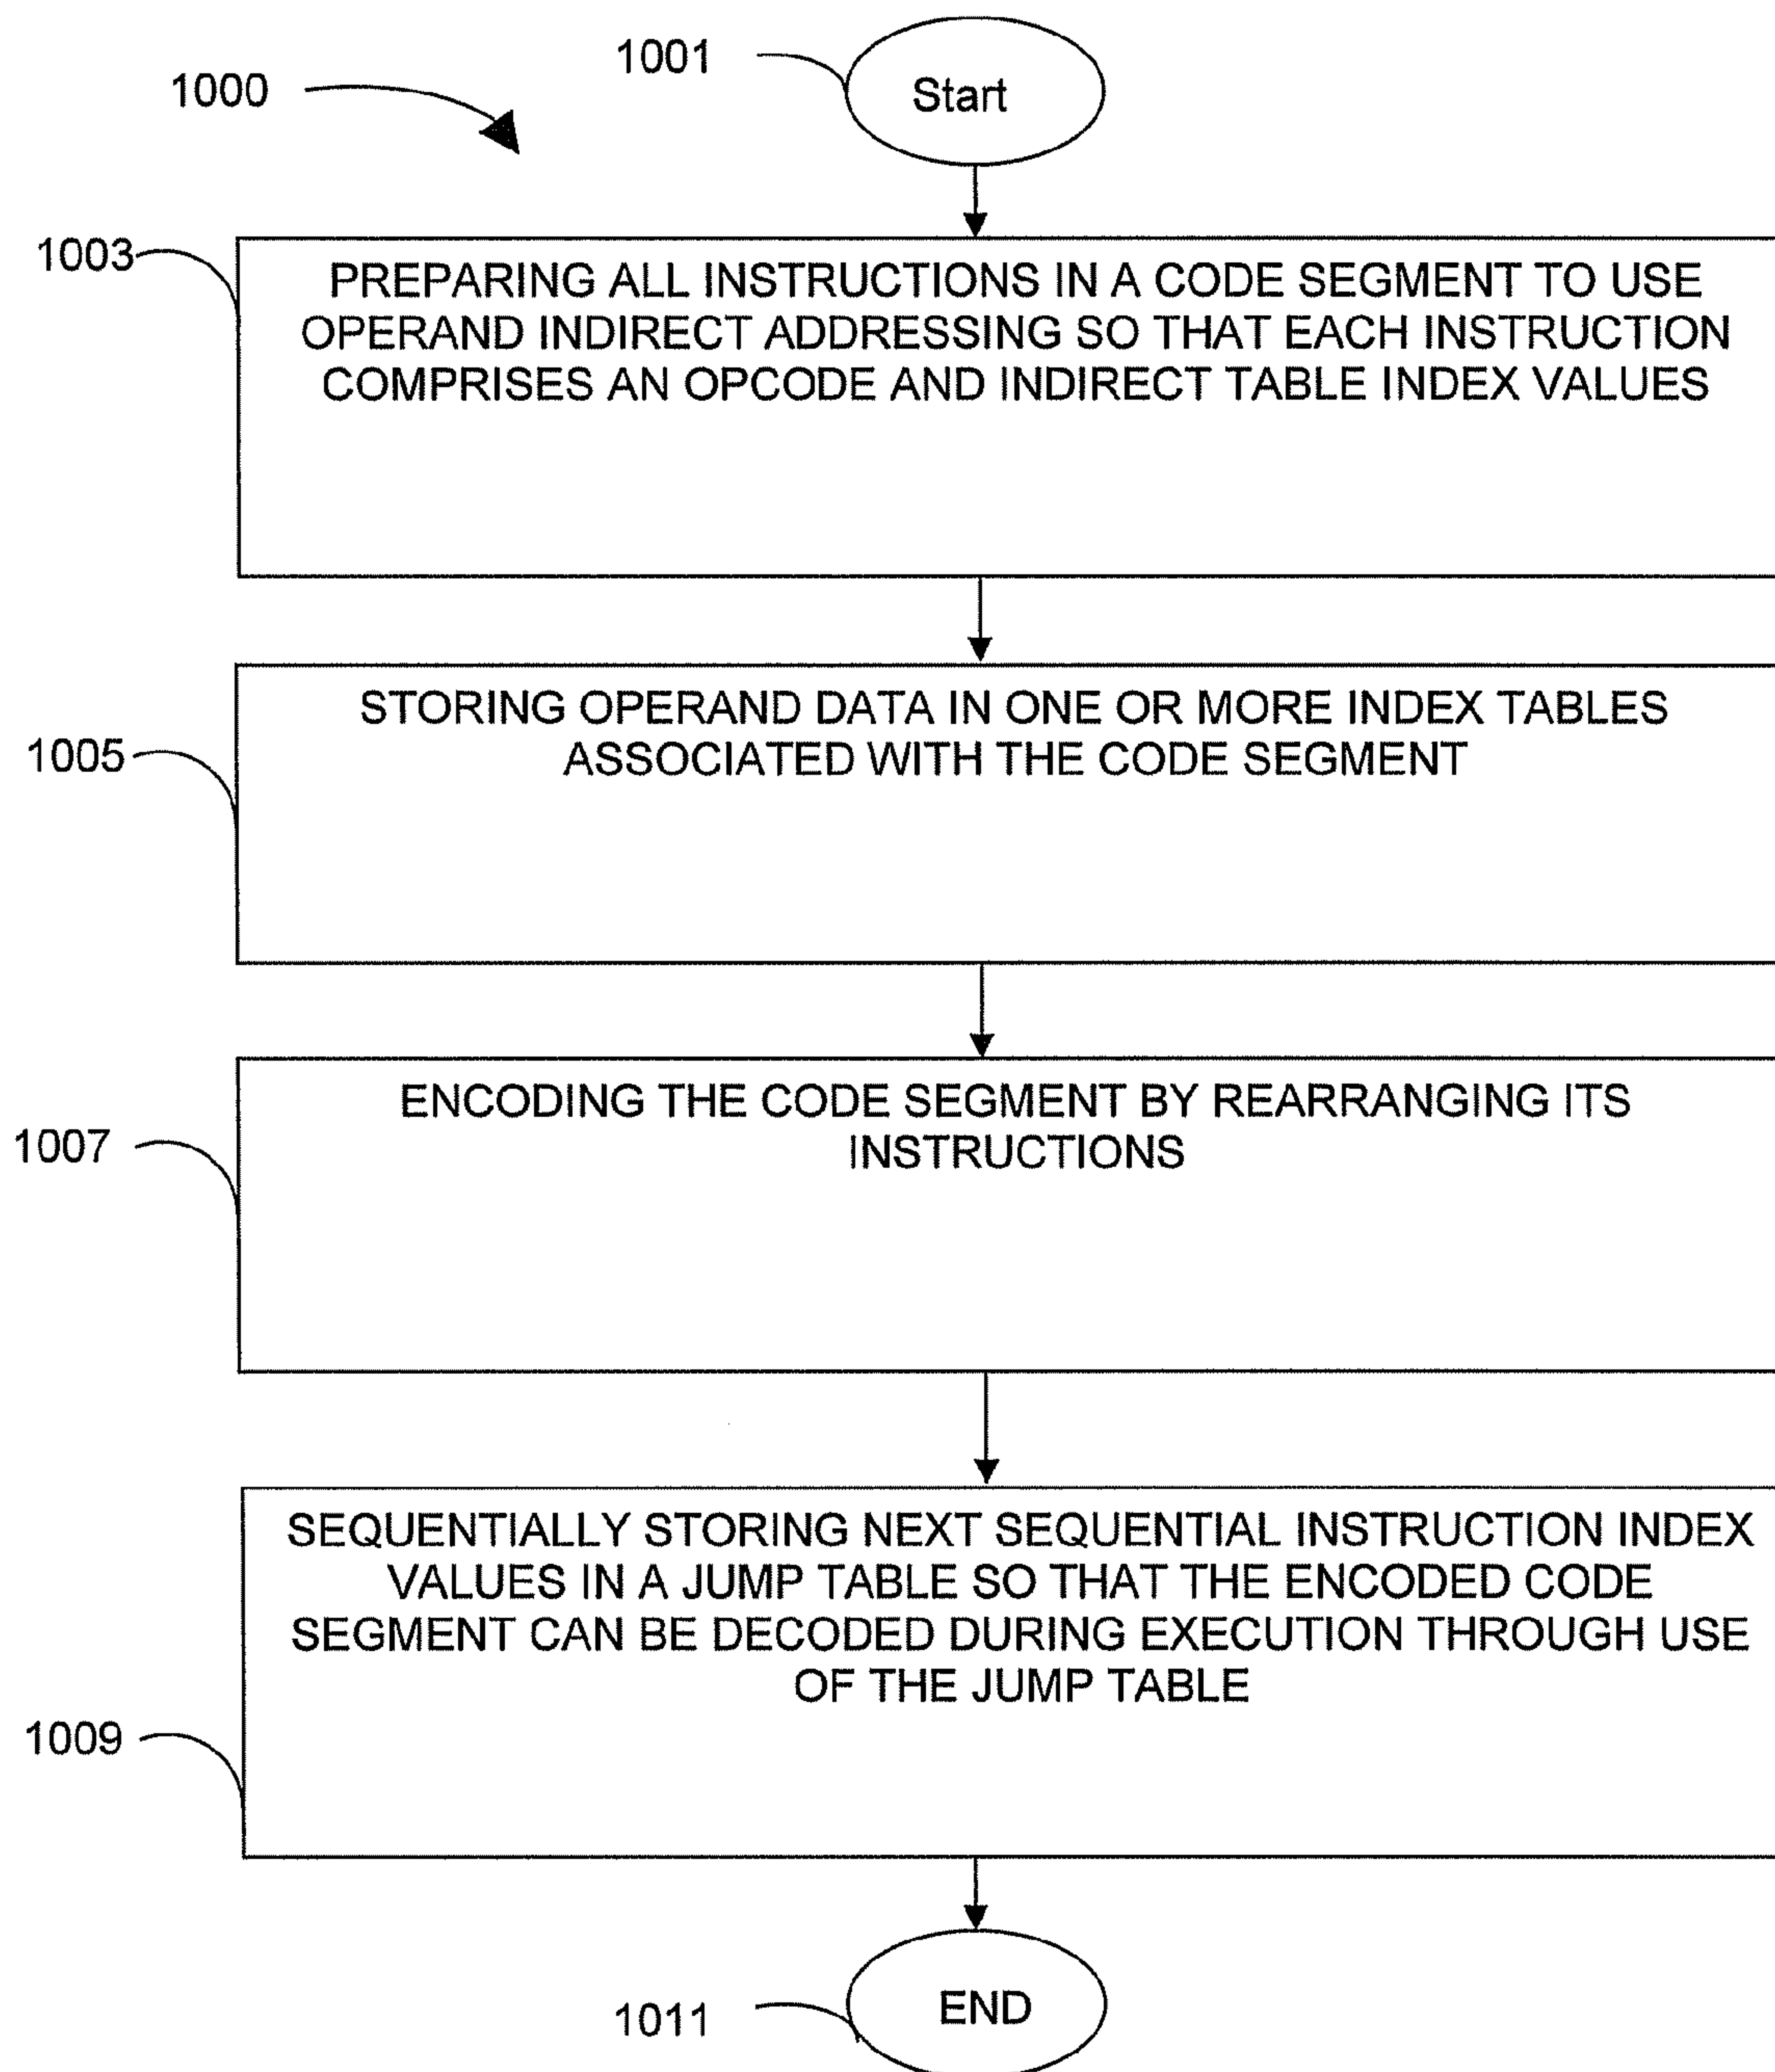 1001
Start
1000
1003
PREPARING ALL INSTRUCTIONS IN A CODE SEGMENT TO USE
OPERAND INDIRECT ADDRESSING SO THAT EACH INSTRUCTION
COMPRISES AN OPCODE AND INDIRECT TABLE INDEX VALUES
STORING OPERAND DATA IN ONE OR MORE INDEX TABLES
1005
ASSOCIATED WITH THE CODE SEGMENT
ENCODING THE CODE SEGMENT BY REARRANGING ITS
1007
INSTRUCTIONS
SEQUENTIALLY STORING NEXT SEQUENTIAL INSTRUCTION INDEX
VALUES IN A JUMP TABLE SO THAT THE ENCODED CODE
SEGMENT CAN BE DECODED DURING EXECUTION THROUGH USE
OF THE JUMP TABLE
1009
END
1011